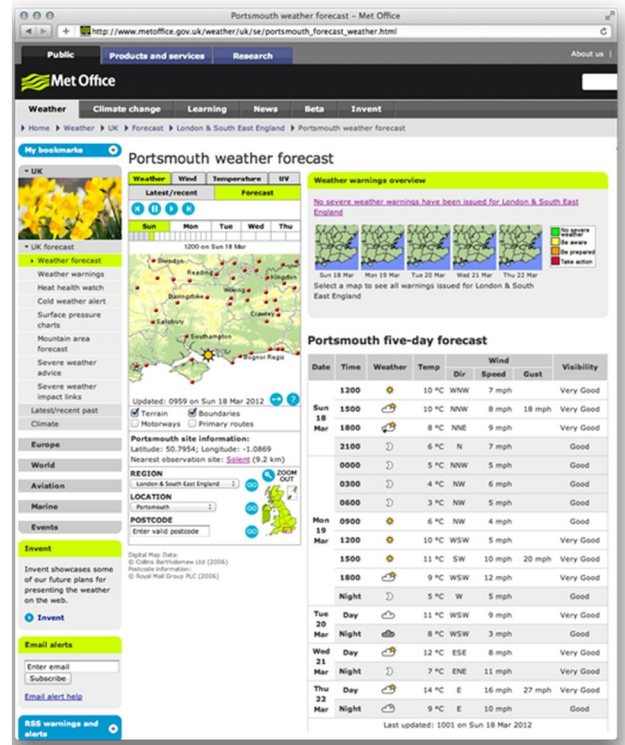 Portsmouth weather forecast – Met Office
http://www.metoffice.gov.uk/weather/uk/se/portsmouth_forecast_weather.html
Public Products and services Research About us
Met Office
Weather Climate change Learning News Beta Invent
Home Weather UK Forecast London & South East England Portsmouth weather forecast
My bookmarks
UK
UK forecast
Weather forecast
Weather warnings
Heat health watch
Cold weather alert
Surface pressure
charts
Mountain area
forecast
Severe weather
advice
Severe weather
impact links
Latest/recent past
Climate
Europe
World
Aviation
Marine
Events
Invent
Invent showcases some
of our future plans for
presenting the weather
on the web.
Invent
Email alerts
Enter email
Subscribe
Email alert help
RSS warnings and
alerts
Portsmouth weather forecast
Weather Wind Temperature UV
Latest/recent Forecast
Sun Mon Tue Wed Thu
1200 on Sun 18 Mar
Swindon
Reading
Kingston
Basingstoke
Woking
Crawley
Salisbury
Southampton
Bognor Regis
Updated: 0959 on Sun 18 Mar 2012
Terrain Boundaries
Motorways Primary routes
Portsmouth site information:
Latitude: 50.7954; Longitude: -1.0869
Nearest observation site: Solent (9.2 km)
REGION
London & South East England GO
LOCATION
Portsmouth GO
POSTCODE
Enter valid postcode GO
ZOOM
OUT
Digital Map Data:
© Collins Bartholomew Ltd (2006)
Postcode information:
© Royal Mail Group PLC (2006)
Weather warnings overview
No severe weather warnings have been issued for London & South East
England
No severe
weather
Be aware
Be prepared
Take action
Sun 18 Mar Mon 19 Mar Tue 20 Mar Wed 21 Mar Thu 22 Mar
Select a map to see all warnings issued for London & South
East England
Portsmouth five-day forecast
Date Time Weather Temp Wind Visibility
Dir Speed Gust
Sun
18
Mar
1200 10 °C WNW 7 mph Very Good
1500 10 °C NNW 8 mph 18 mph Very Good
1800 8 °C NNE 9 mph Very Good
2100 6 °C N 7 mph Good
Mon
19
Mar
0000 5 °C NNW 5 mph Good
0300 4 °C NW 6 mph Good
0600 3 °C NW 5 mph Good
0900 6 °C NW 4 mph Good
1200 10 °C WSW 5 mph Very Good
1500 11 °C SW 10 mph 20 mph Very Good
1800 9 °C WSW 12 mph Very Good
Night 5 °C W 5 mph Good
Tue
20
Mar
Day 11 °C WSW 9 mph Very Good
Night 8 °C WSW 3 mph Good
Wed
21
Mar
Day 12 °C ESE 8 mph Very Good
Night 7 °C ENE 11 mph Very Good
Thu
22
Mar
Day 14 °C E 16 mph 27 mph Very Good
Night 9 °C E 10 mph Good
Last updated: 1001 on Sun 18 Mar 2012